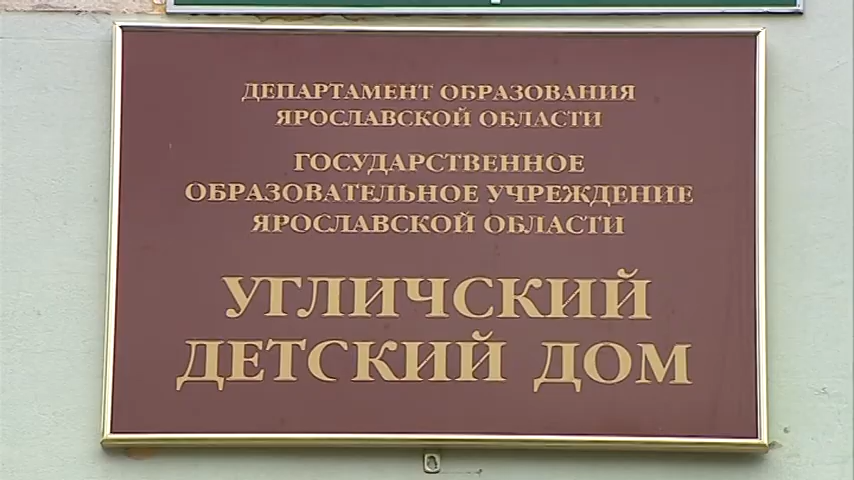 ДЕПАРТАМЕНТ ОБРАЗОВАНИЯ
ЯРОСЛАВСКОЙ ОБЛАСТИ
ГОСУДАРСТВЕННОЕ
ОБРАЗОВАТЕЛЬНОЕ УЧРЕЖДЕНИЕ
ЯРОСЛАВСКОЙ ОБЛАСТИ
УГЛИЧСКИЙ
ДЕТСКИЙ ДОМ